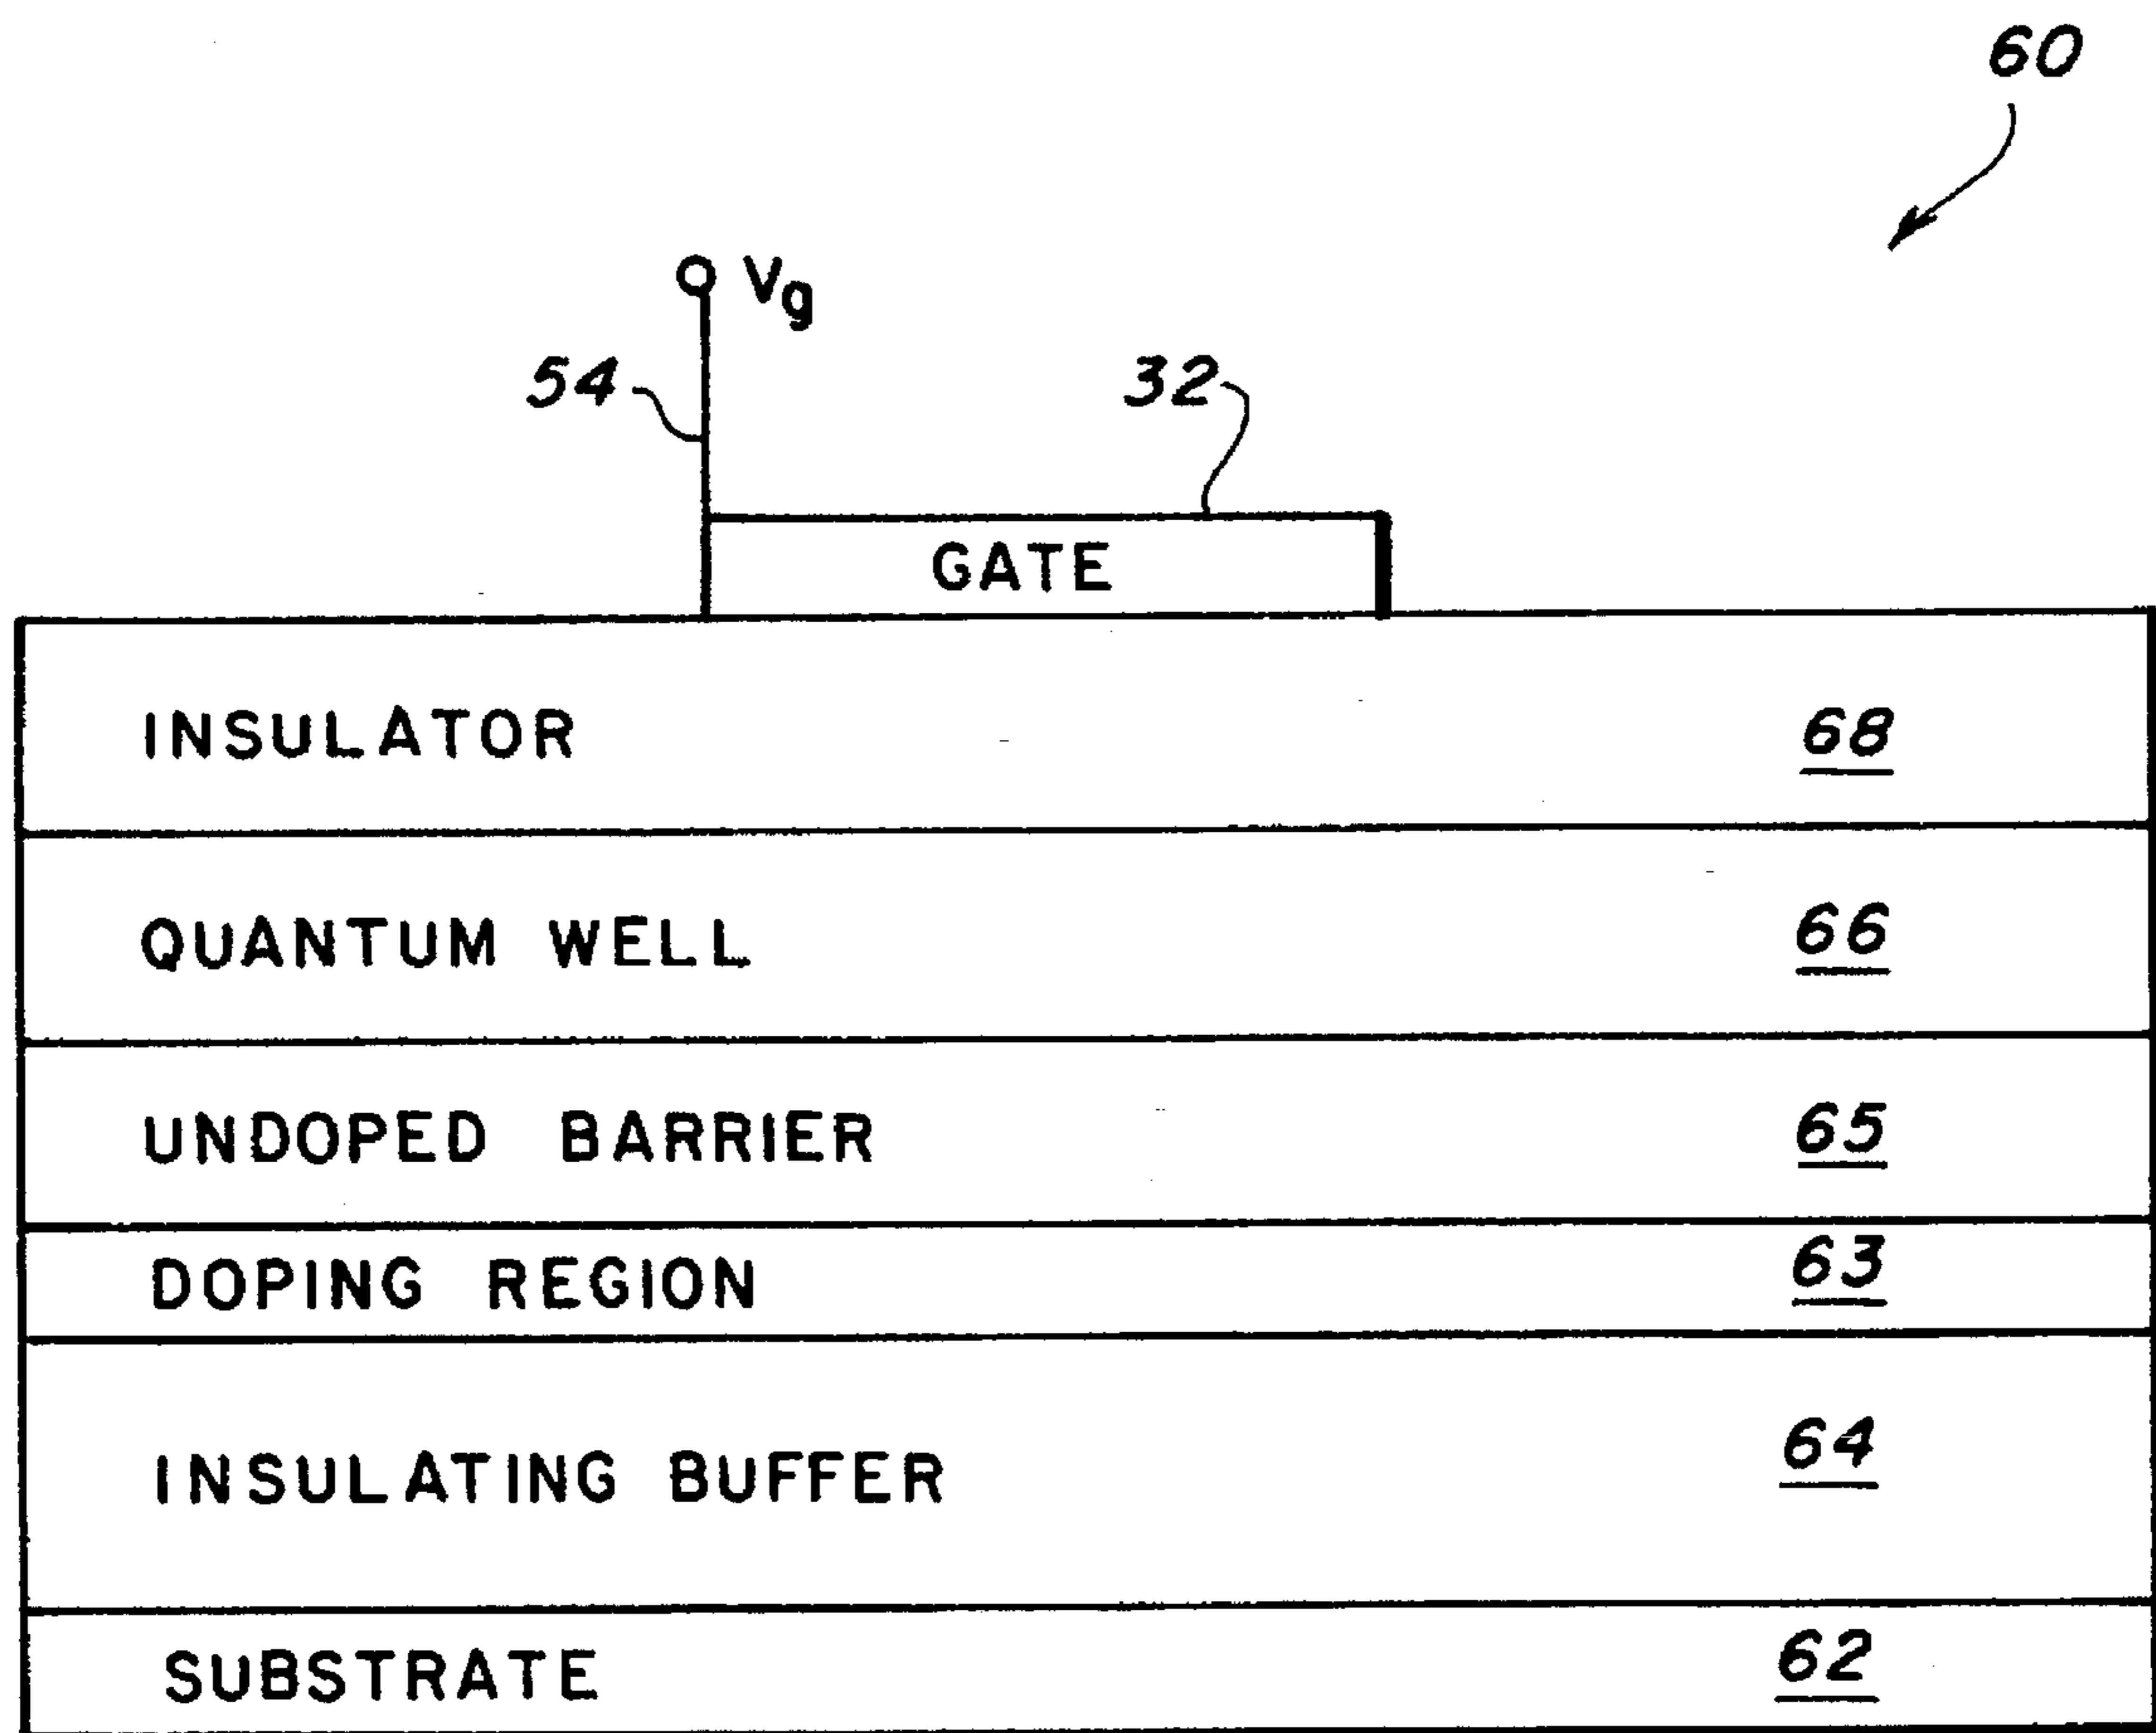 60
Vg
54
32
GATE
INSULATOR 68
QUANTUM WELL 66
UNDOPED BARRIER 65
DOPING REGION 63
INSULATING BUFFER 64
SUBSTRATE 62